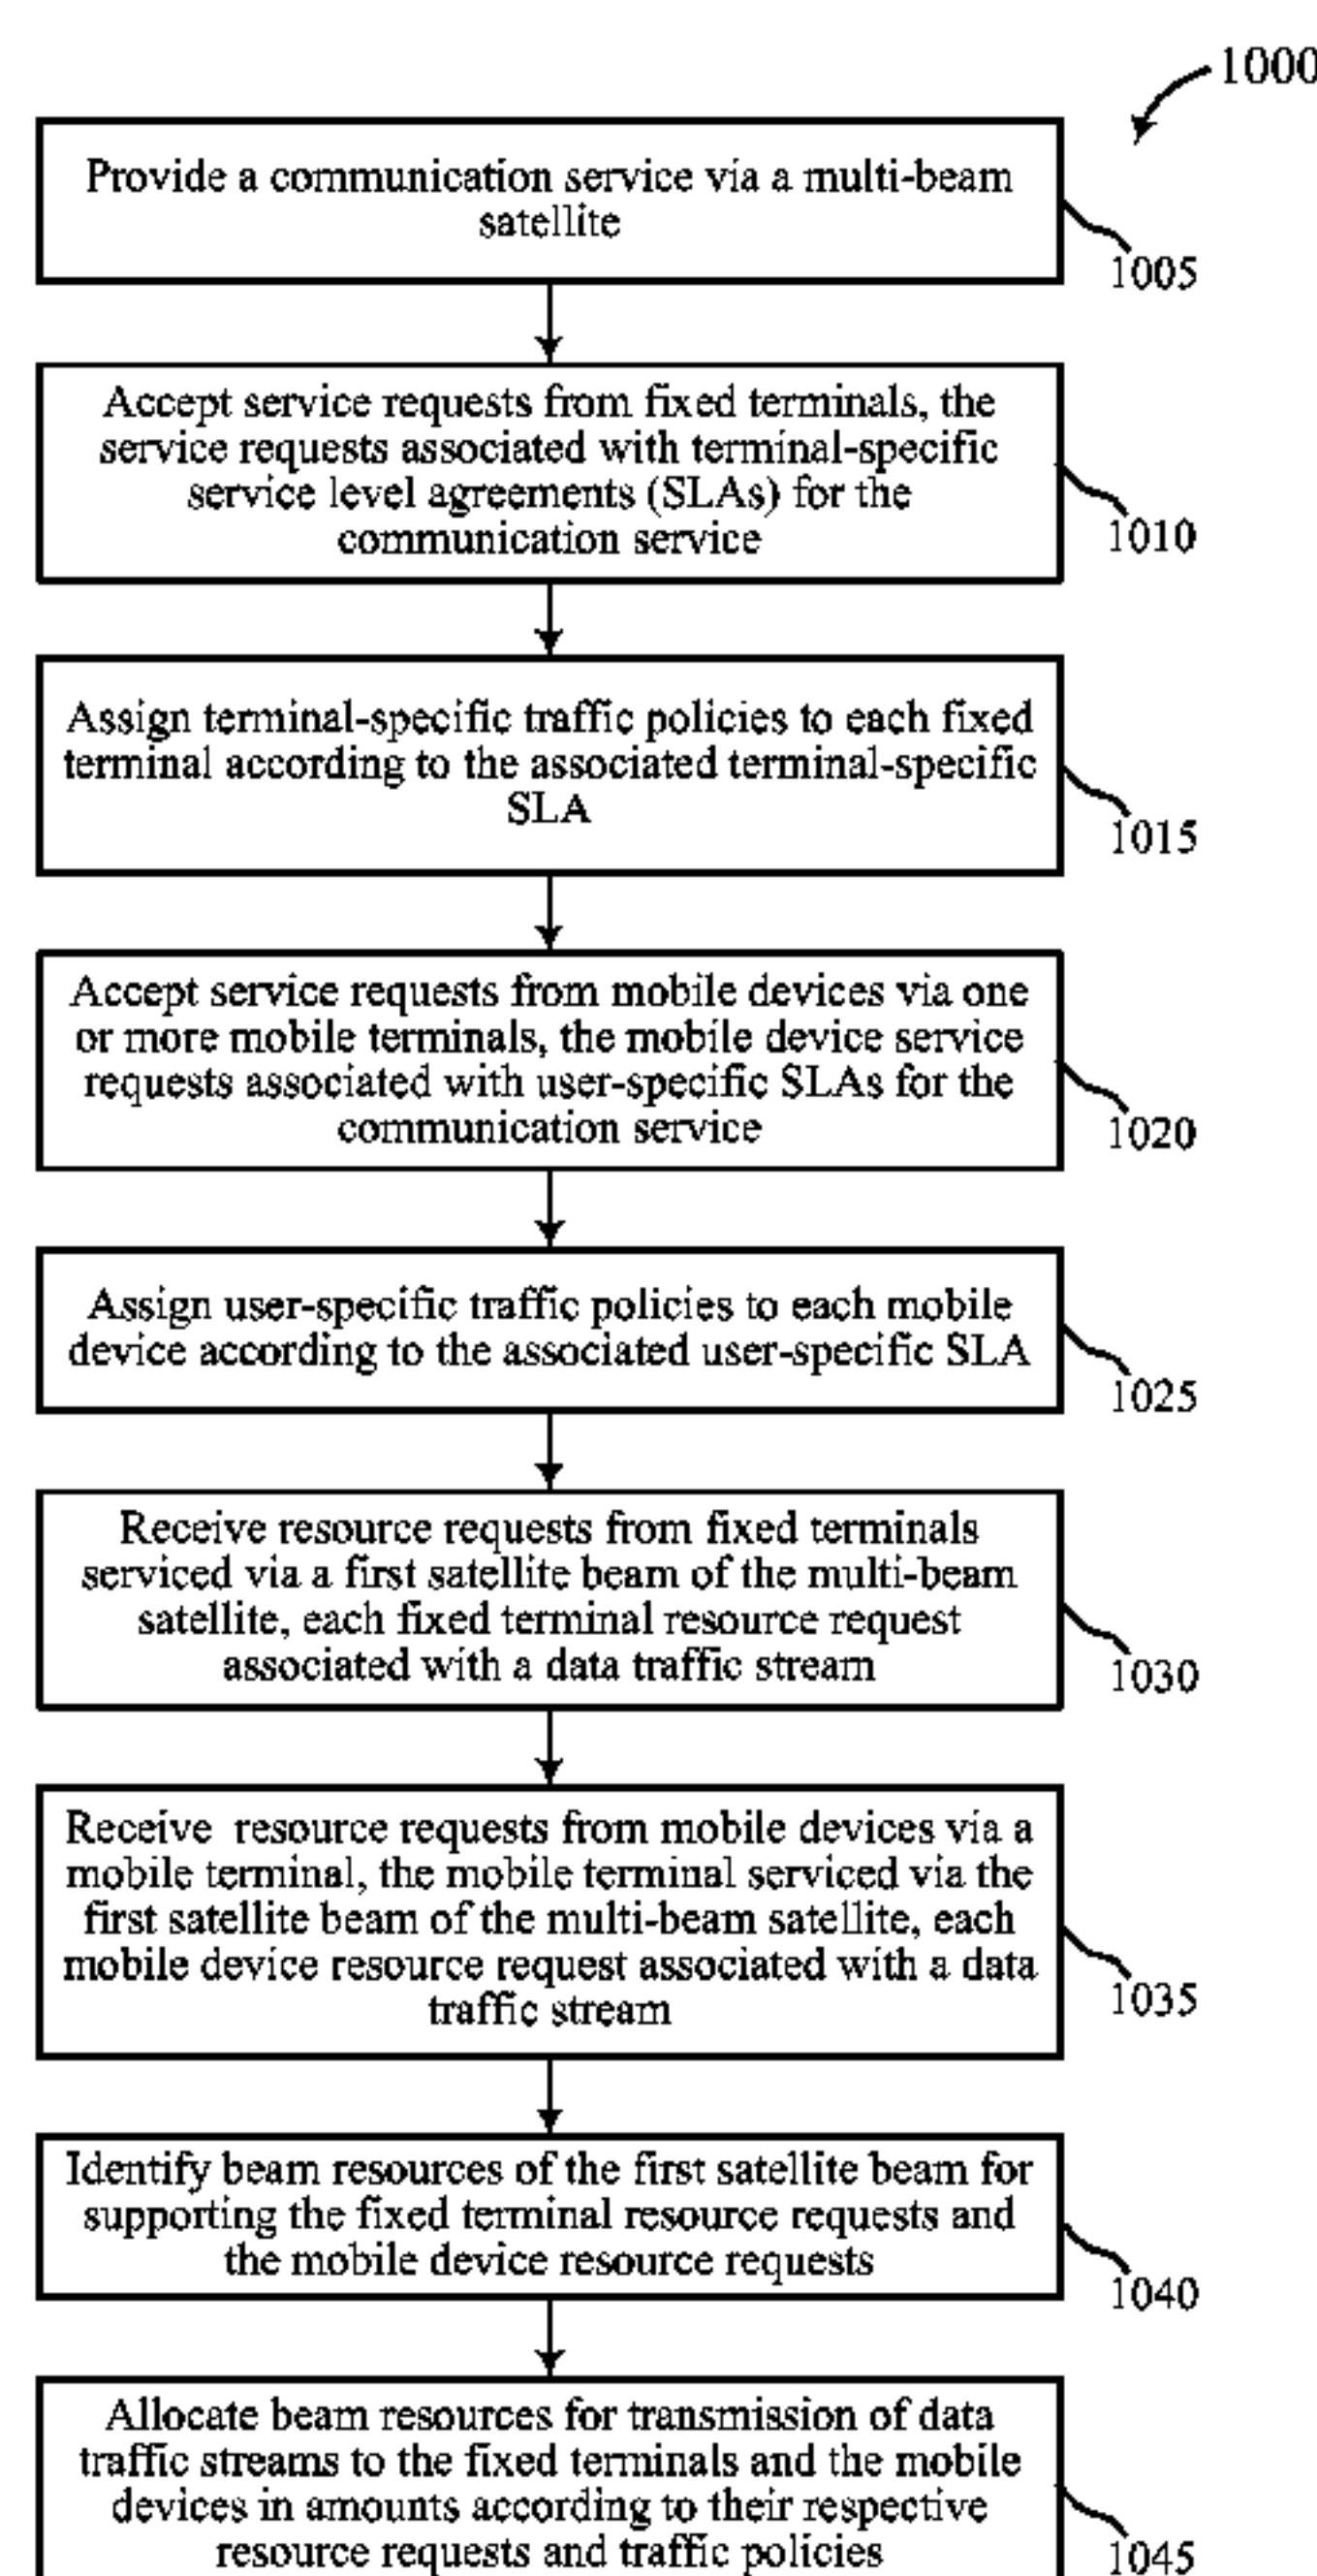 1000
Provide a communication service via a multi-beam
satellite
1005
Accept service requests from fixed terminals, the
service requests associated with terminal-specific
service level agreements (SLAs) for the
communication service
1010
Assign terminal-specific traffic policies to each fixed
terminal according to the associated terminal-specific
SLA
1015
Accept service requests from mobile devices via one
or more mobile terminals, the mobile device service
requests associated with user-specific SLAs for the
communication service
1020
Assign user-specific traffic policies to each mobile
device according to the associated user-specific SLA
1025
Receive resource requests from fixed terminals
serviced via a first satellite beam of the multi-beam
satellite, each fixed terminal resource request
associated with a data traffic stream
1030
Receive resource requests from mobile devices via a
mobile terminal, the mobile terminal serviced via the
first satellite beam of the multi-beam satellite, each
mobile device resource request associated with a data
traffic stream
1035
Identify beam resources of the first satellite beam for
supporting the fixed terminal resource requests and
the mobile device resource requests
1040
Allocate beam resources for transmission of data
traffic streams to the fixed terminals and the mobile
devices in amounts according to their respective
resource requests and traffic policies
1045